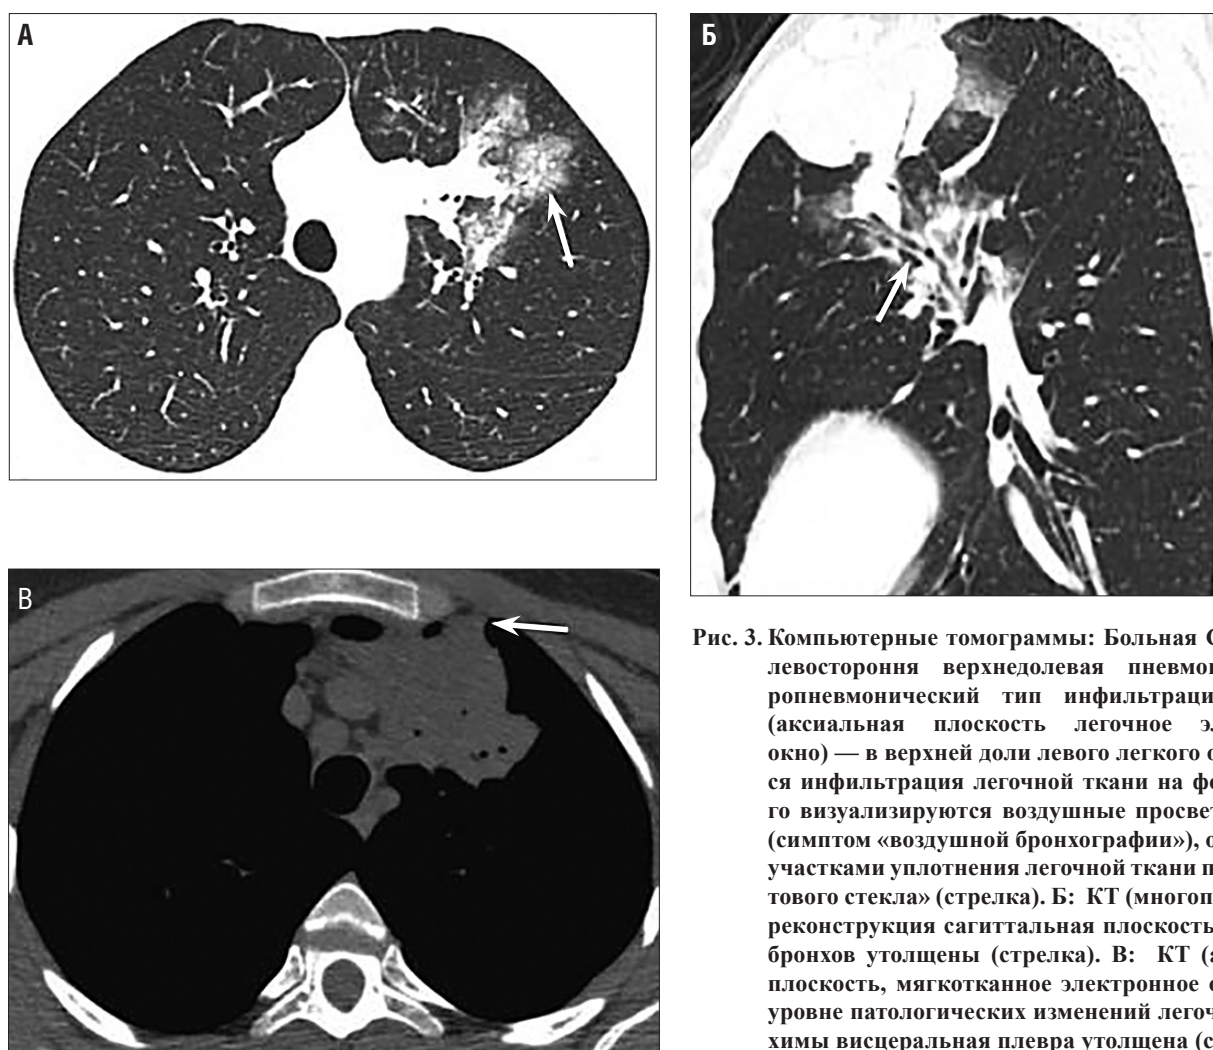 А
Б
В
Рис. 3. Компьютерные томограммы: Больная
левостороння верхнедолевая пневмон
ропневмонический тип инфильтраци
(аксиальная плоскость легочное эл
окно) — в верхней доли левого легкого о
ся инфильтрация легочной ткани на фо
го визуализируются воздушные просвет
(симптом «воздушной бронхографии»), о
участками уплотнения легочной ткани п
тового стекла» (стрелка). Б: КТ (многоп
реконструкция сагиттальная плоскость
бронхов утолщены (стрелка). В: КТ (а
плоскость, мягкотканное электронное о
уровне патологических изменений легоч
химы висцеральная плевра утолщена (с